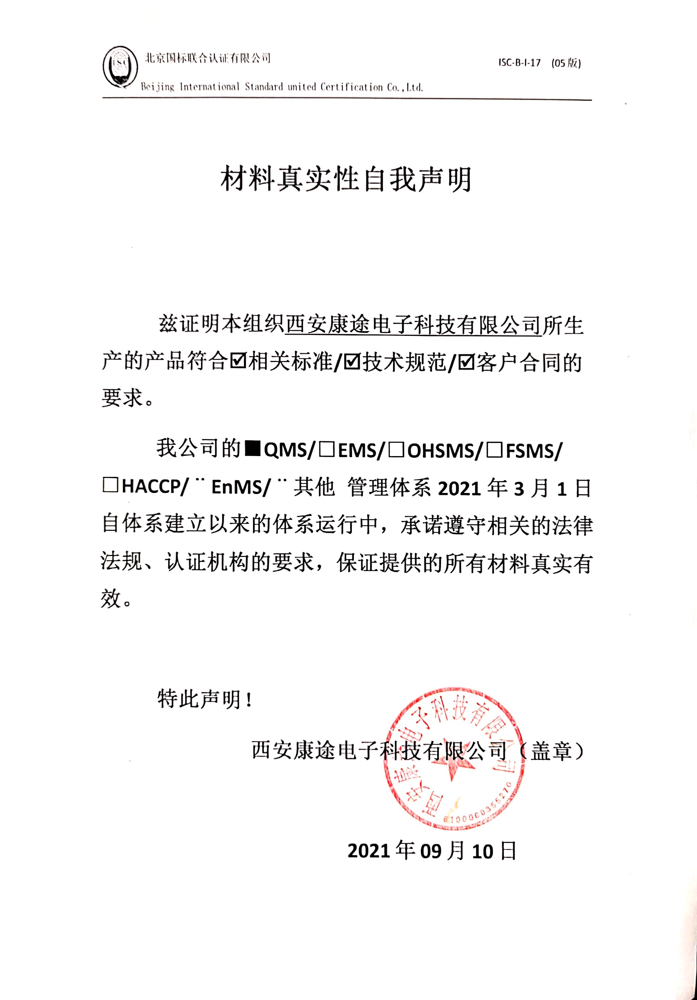 ISC
北京国标联合认证有限公司
ISC-B-I-17 (05版)
Beijing International Standard united Certification Co.,Ltd.
材料真实性自我声明
兹证明本组织西安康途电子科技有限公司所生
产的产品符合☑相关标准/☑技术规范/☑客户合同的
要求。
我公司的■QMS/□EMS/□OHSMS/□FSMS/
□HACCP/¨EnMS/¨其他 管理体系 2021 年 3 月 1 日
自体系建立以来的体系运行中，承诺遵守相关的法律
法规、认证机构的要求，保证提供的所有材料真实有
效。
特此声明！
西安康途电子科技有限公司（盖章）
西安康途电子科技有限公司
2021 年 09 月 10 日